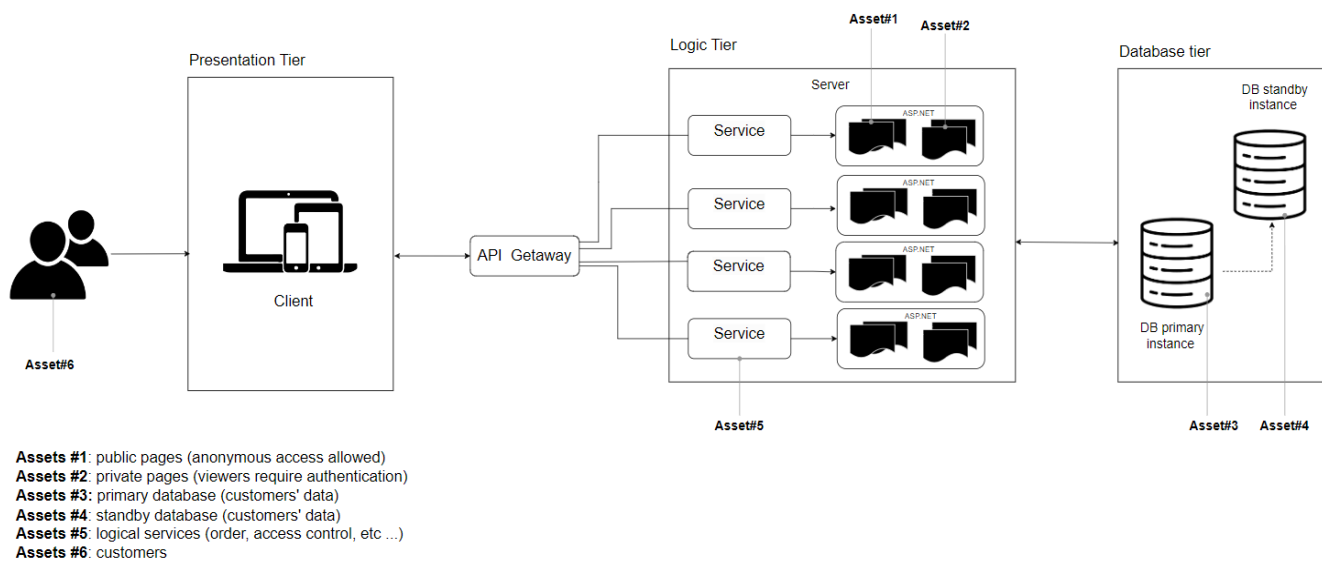 Asset#1
Asset#2
Logic Tier
Database tier
Presentation Tier
Server
DB standby
instance
ASP.NET
Service
ASP.NET
Service
API Getaway
ASP.NET
Service
Client
ASP.NET
Service
DB primary
instance
Asset#6
Asset#5
Asset#3
Asset#4
Assets #1: public pages (anonymous access allowed)
Assets #2: private pages (viewers require authentication)
Assets #3: primary database (customers' data)
Assets #4: standby database (customers' data)
Assets #5: logical services (order, access control, etc ...)
Assets #6: customers